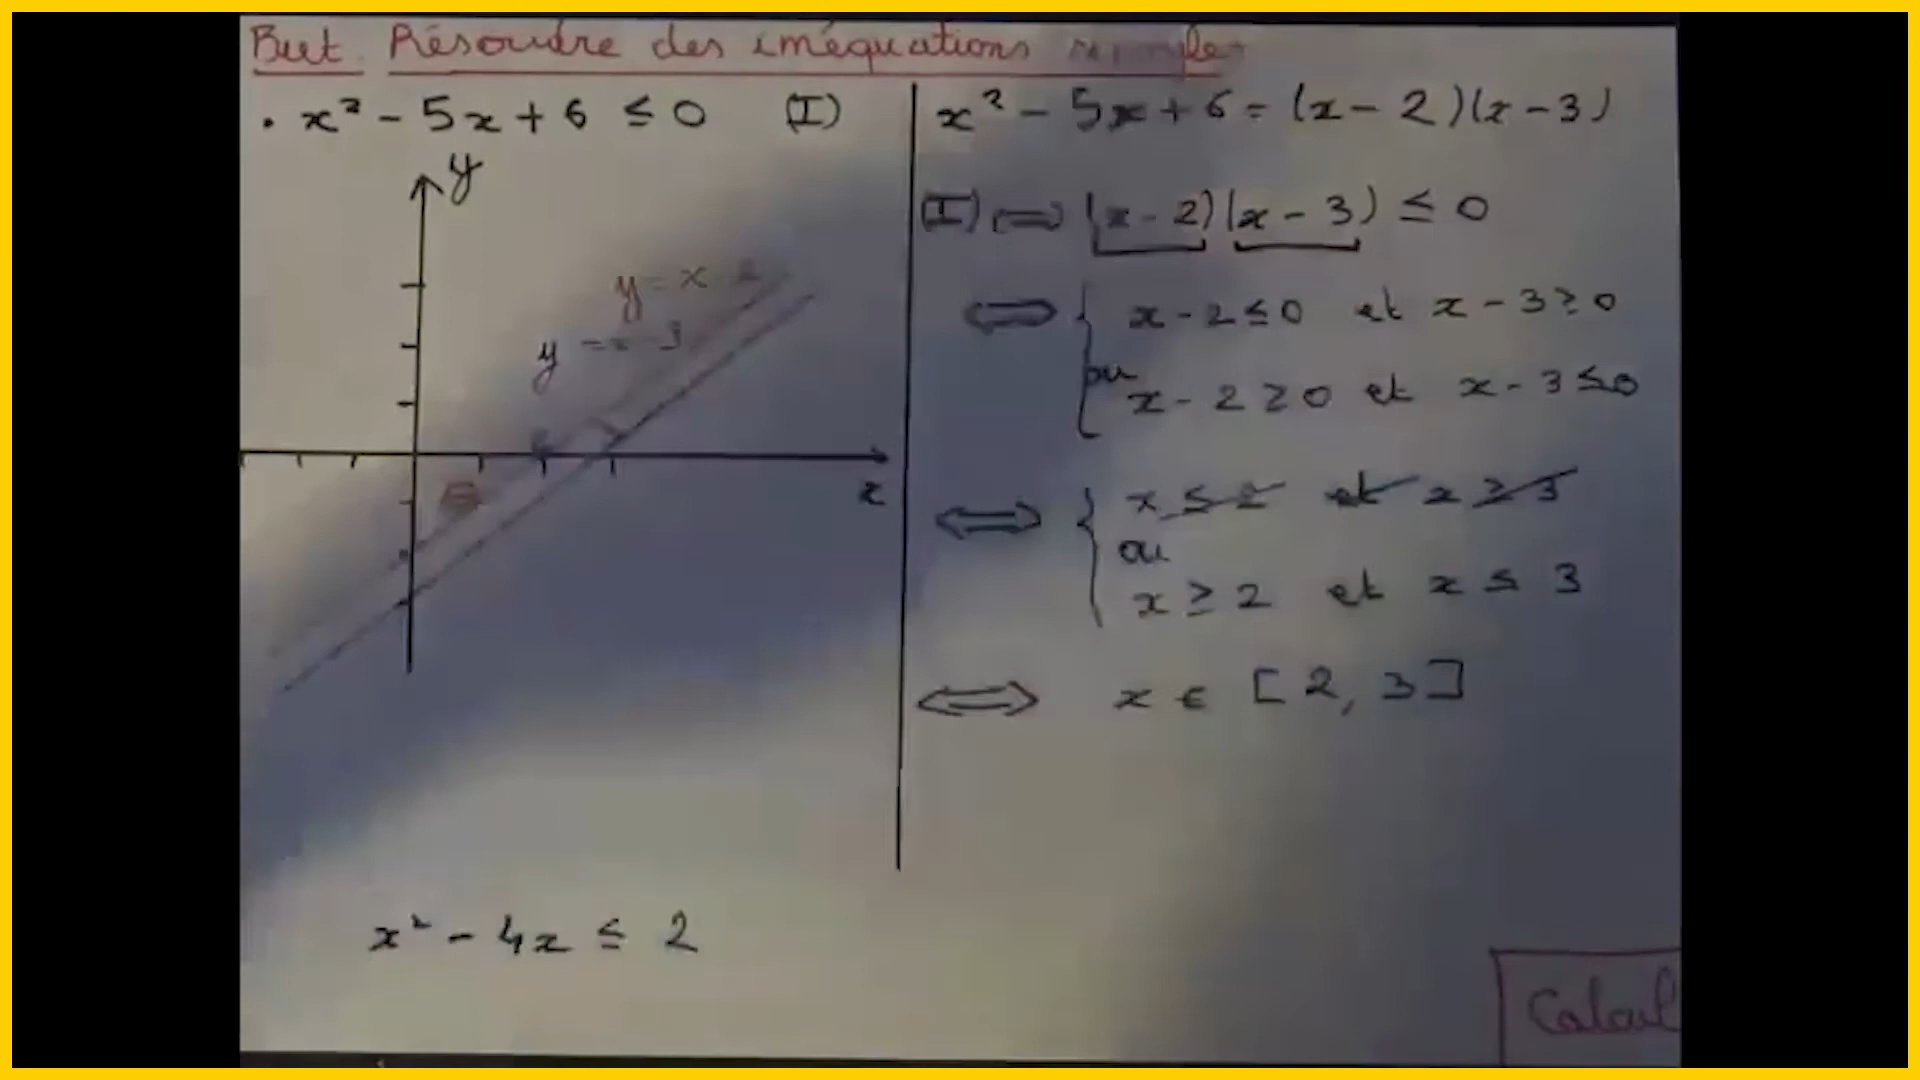 But. Résoudre des inéquations simples
. x² - 5x + 6 ≤ 0 (I)
y
y = x - 2
y = x - 3
x
x² - 4x ≤ 2
x² - 5x + 6 = (x - 2)(x - 3)
(I) ⟺ (x - 2)(x - 3) ≤ 0
⟺ { x - 2 ≤ 0 et x - 3 ≥ 0
ou
x - 2 ≥ 0 et x - 3 ≤ 0
⟺ { x ≤ 2 et x ≥ 3
ou
x ≥ 2 et x ≤ 3
⟺ x ∈ [2, 3]
Calcul